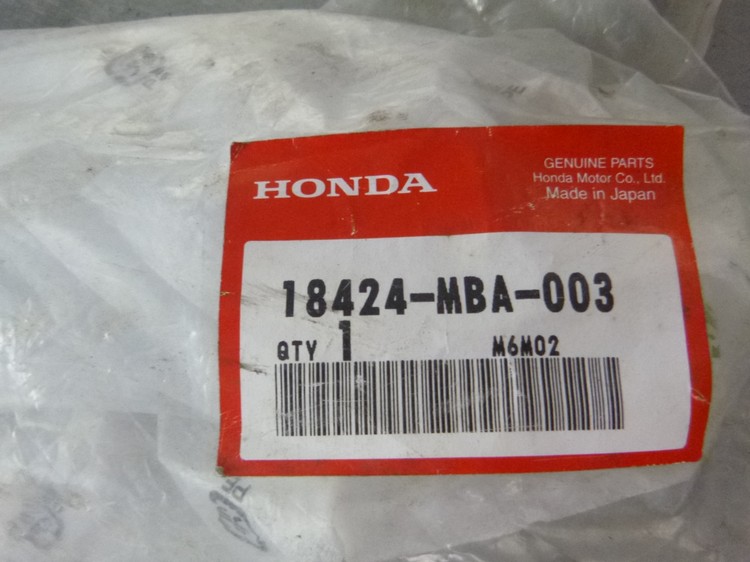 HONDA
GENUINE PARTS
Honda Motor Co., Ltd.
Made in Japan
18424-MBA-003
QTY 1 M6M02